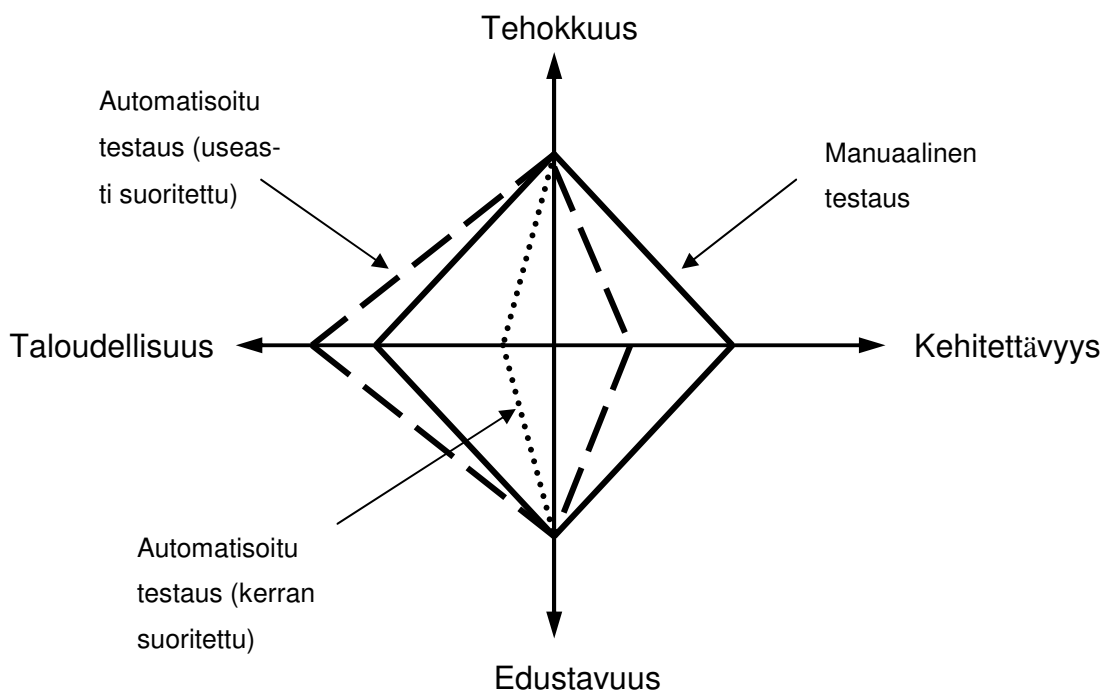 Tehokkuus
Automatisoitu
testaus (useas-
ti suoritettu)
Manuaalinen
testaus
Taloudellisuus
Kehitettävyys
Automatisoitu
testaus (kerran
suoritettu)
Edustavuus